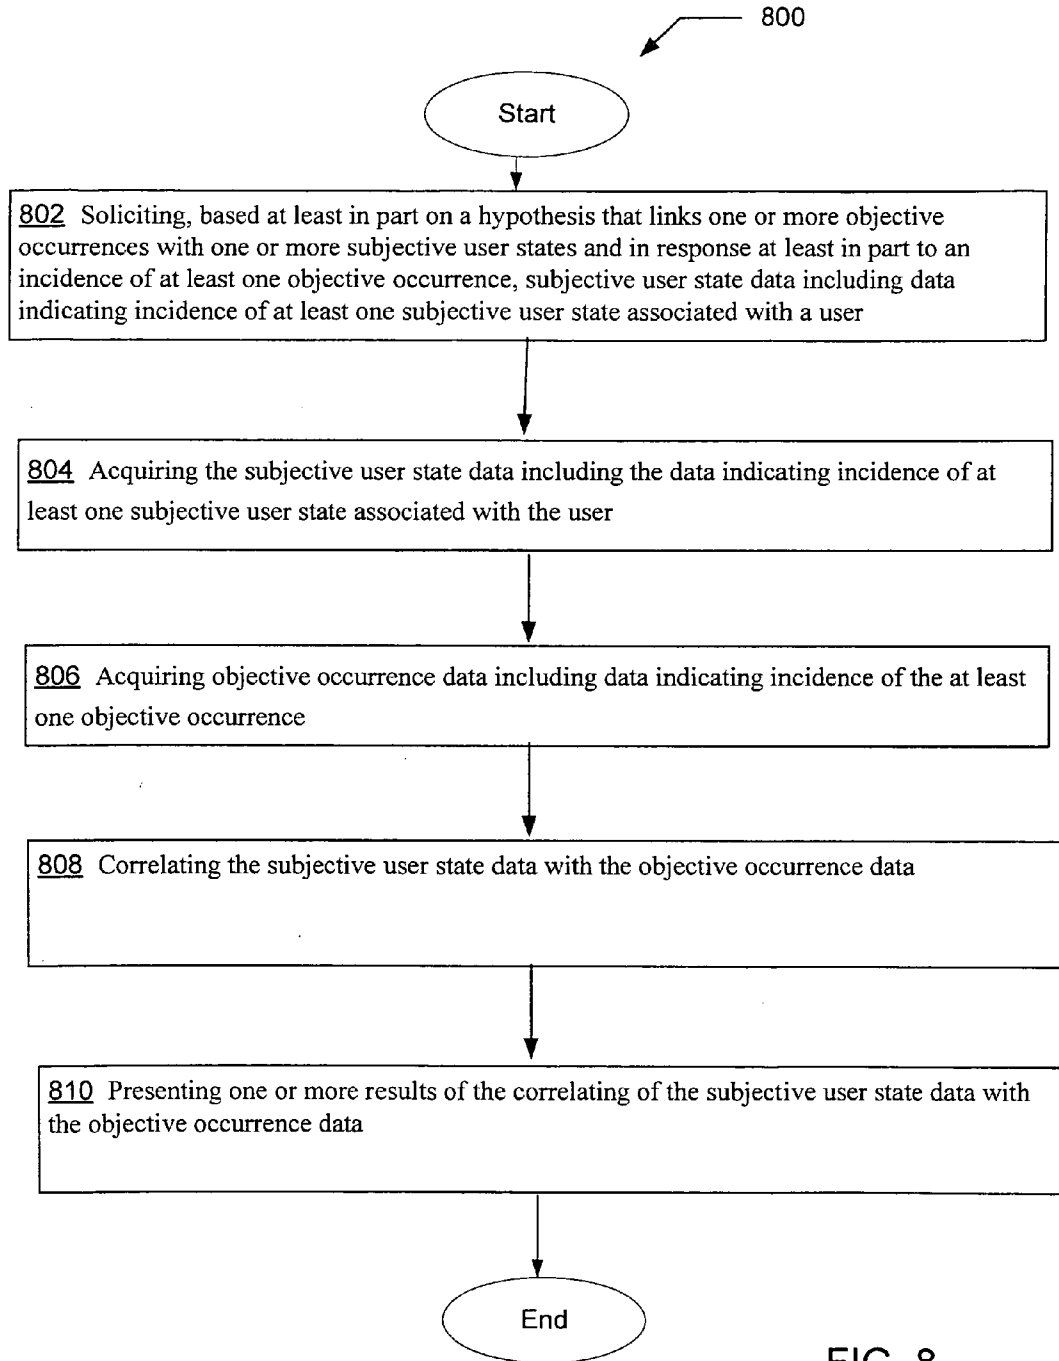 800
Start
802 Soliciting, based at least in part on a hypothesis that links one or more objective
occurrences with one or more subjective user states and in response at least in part to an
incidence of at least one objective occurrence, subjective user state data including data
indicating incidence of at least one subjective user state associated with a user
804 Acquiring the subjective user state data including the data indicating incidence of at
least one subjective user state associated with the user
806 Acquiring objective occurrence data including data indicating incidence of the at least
one objective occurrence
808 Correlating the subjective user state data with the objective occurrence data
810 Presenting one or more results of the correlating of the subjective user state data with
the objective occurrence data
End
FIG. 8